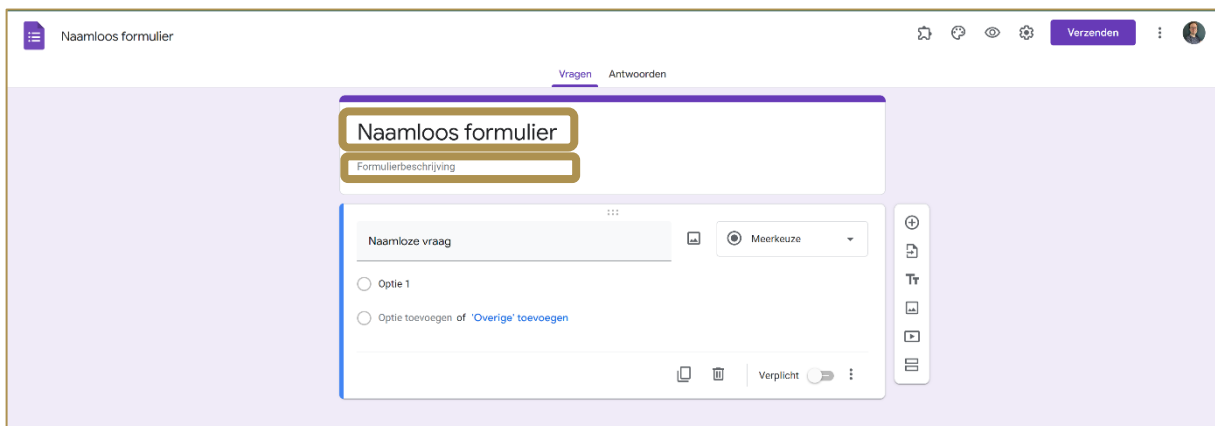 Naamloos formulier
Verzenden
Vragen Antwoorden
Naamloos formulier
Formulierbeschrijving
Naamloze vraag
Meerkeuze
Optie 1
Optie toevoegen of 'Overige' toevoegen
Verplicht
Tт